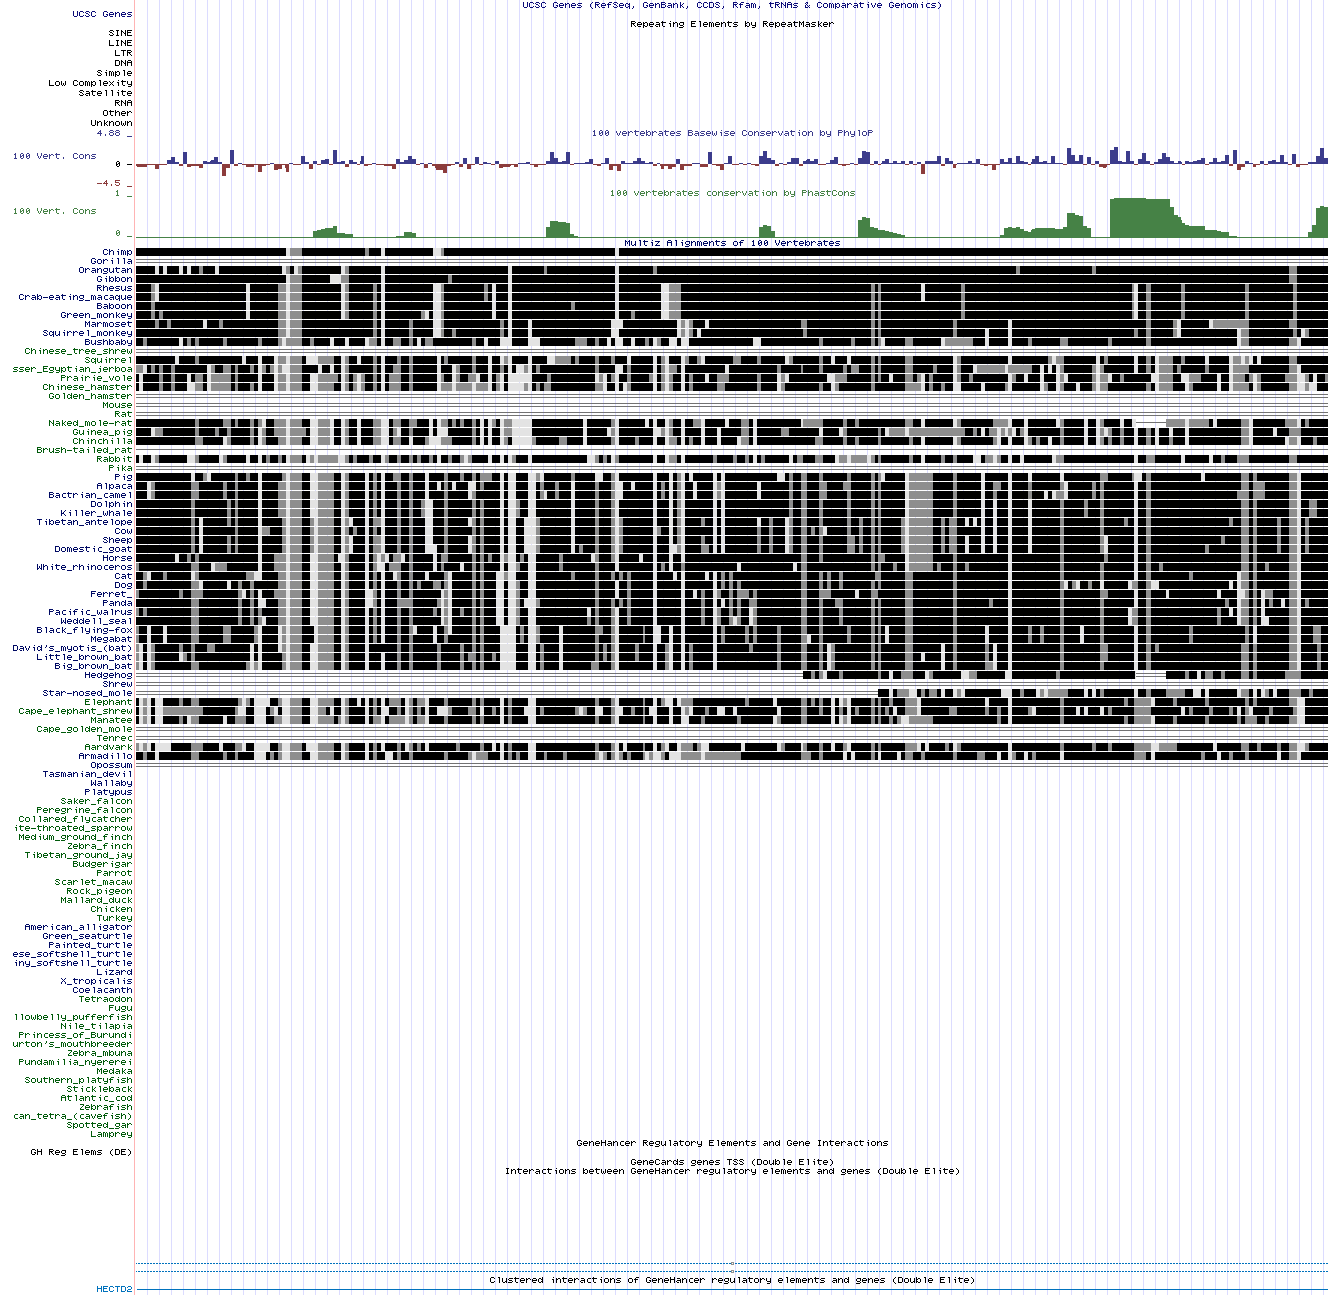 UCSC Genes (RefSeq, GenBank, CCDS, Rfam, tRNAs & Comparative Genomics)
UCSC Genes
Repeating Elements by RepeatMasker
SINE
LINE
LTR
DNA
Simple
Low Complexity
Satellite
RNA
Other
Unknown
100 vertebrates Basewise Conservation by PhyloP
4.88 _
100 Vert. Cons
0 _
-4.5 _
100 vertebrates conservation by PhastCons
1 _
100 Vert. Cons
0 _
Multiz Alignments of 100 Vertebrates
Chimp
Gorilla
Orangutan
Gibbon
Rhesus
Crab-eating_macaque
Baboon
Green_monkey
Marmoset
Squirrel_monkey
Bushbaby
Chinese_tree_shrew
Squirrel
sser_Egyptian_jerboa
Prairie_vole
Chinese_hamster
Golden_hamster
Mouse
Rat
Naked_mole-rat
Guinea_pig
Chinchilla
Brush-tailed_rat
Rabbit
Pika
Pig
Alpaca
Bactrian_camel
Dolphin
Killer_whale
Tibetan_antelope
Cow
Sheep
Domestic_goat
Horse
White_rhinoceros
Cat
Dog
Ferret_
Panda
Pacific_walrus
Weddell_seal
Black_flying-fox
Megabat
David's_myotis_(bat)
Little_brown_bat
Big_brown_bat
Hedgehog
Shrew
Star-nosed_mole
Elephant
Cape_elephant_shrew
Manatee
Cape_golden_mole
Tenrec
Aardvark
Armadillo
Opossum
Tasmanian_devil
Wallaby
Platypus
Saker_falcon
Peregrine_falcon
Collared_flycatcher
ite-throated_sparrow
Medium_ground_finch
Zebra_finch
Tibetan_ground_jay
Budgerigar
Parrot
Scarlet_macaw
Rock_pigeon
Mallard_duck
Chicken
Turkey
American_alligator
Green_seaturtle
Painted_turtle
ese_softshell_turtle
iny_softshell_turtle
Lizard
X_tropicalis
Coelacanth
Tetraodon
Fugu
llowbelly_pufferfish
Nile_tilapia
Princess_of_Burundi
urton's_mouthbreeder
Zebra_mbuna
Pundamilia_nyererei
Medaka
Southern_platyfish
Stickleback
Atlantic_cod
Zebrafish
can_tetra_(cavefish)
Spotted_gar
Lamprey
GeneHancer Regulatory Elements and Gene Interactions
GH Reg Elems (DE)
GeneCards genes TSS (Double Elite)
Interactions between GeneHancer regulatory elements and genes (Double Elite)
Clustered interactions of GeneHancer regulatory elements and genes (Double Elite)
HECTD2